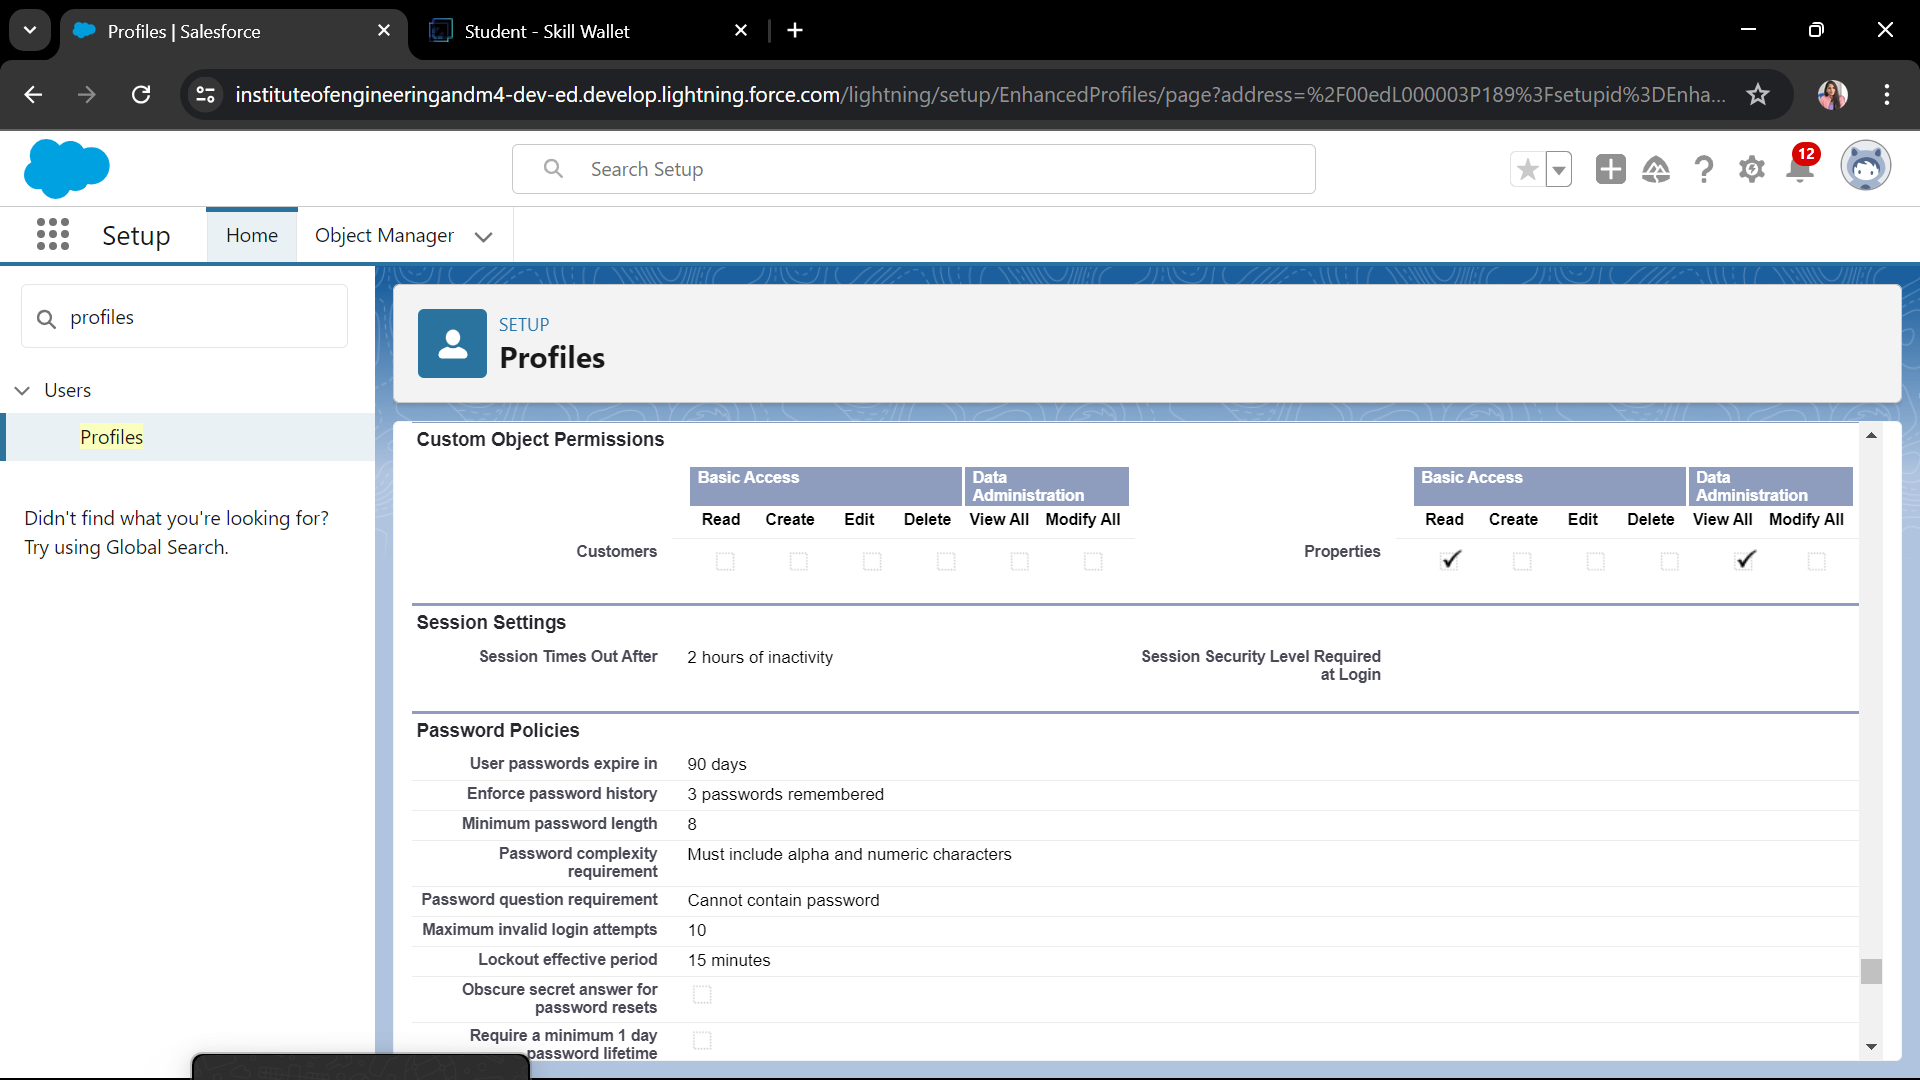 Profiles | Salesforce
Student - Skill Wallet
instituteofengineeringandm4-dev-ed.develop.lightning.force.com/lightning/setup/EnhancedProfiles/page?address=%2F00edL000003P189%3Fsetupid%3DEnha...
Search Setup
12
Setup
Home
Object Manager
profiles
Users
Profiles
Didn't find what you're looking for?
Try using Global Search.
SETUP
Profiles
Custom Object Permissions
Basic Access Data Administration Basic Access Data Administration
Read Create Edit Delete View All Modify All Read Create Edit Delete View All Modify All
Customers Properties
Session Settings
Session Times Out After 2 hours of inactivity Session Security Level Required
at Login
Password Policies
User passwords expire in 90 days
Enforce password history 3 passwords remembered
Minimum password length 8
Password complexity Must include alpha and numeric characters
requirement
Password question requirement Cannot contain password
Maximum invalid login attempts 10
Lockout effective period 15 minutes
Obscure secret answer for
password resets
Require a minimum 1 day
password lifetime